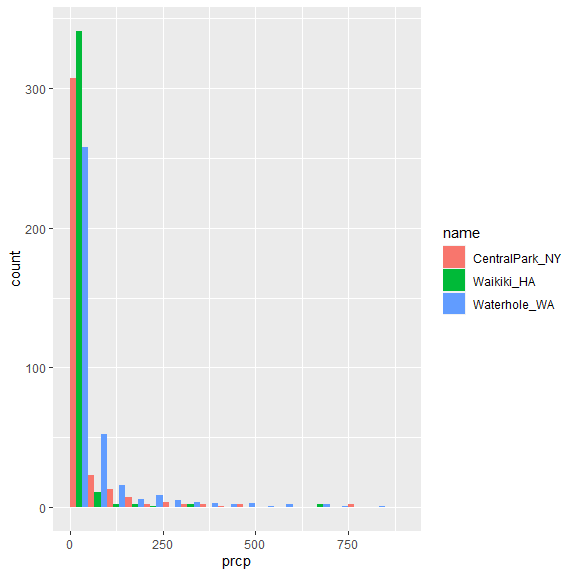 300
200
100
0
count
0 250 500 750
prcp
name
CentralPark_NY
Waikiki_HA
Waterhole_WA